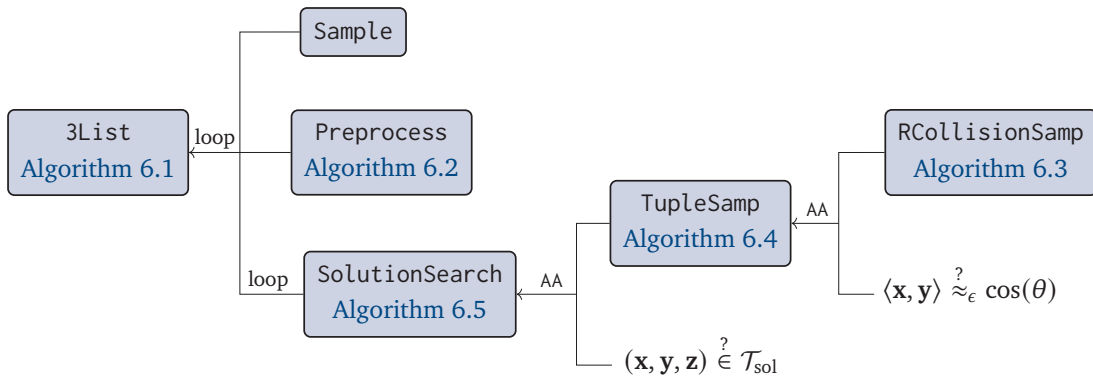 Sample
3List
Algorithm 6.1
loop
Preprocess
Algorithm 6.2
RCollisionSamp
Algorithm 6.3
TupleSamp
Algorithm 6.4
AA
loop
SolutionSearch
Algorithm 6.5
AA
⟨x, y⟩ ≈?ϵ cos(θ)
(x, y, z) ∈? 𝒯sol